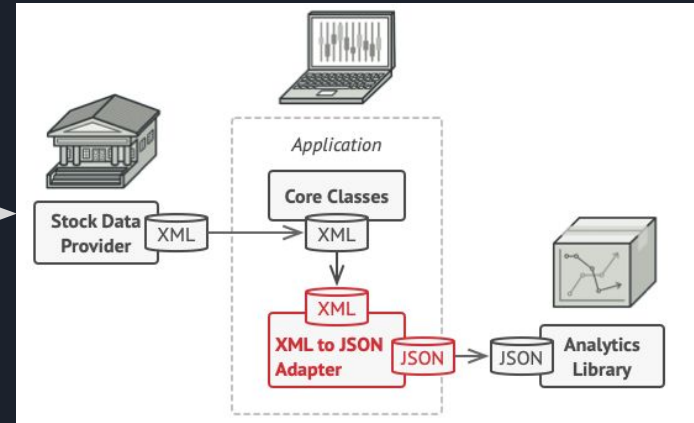 Application
Core Classes
XML
Stock Data
Provider
XML
XML
XML to JSON
Adapter
JSON
JSON
Analytics
Library